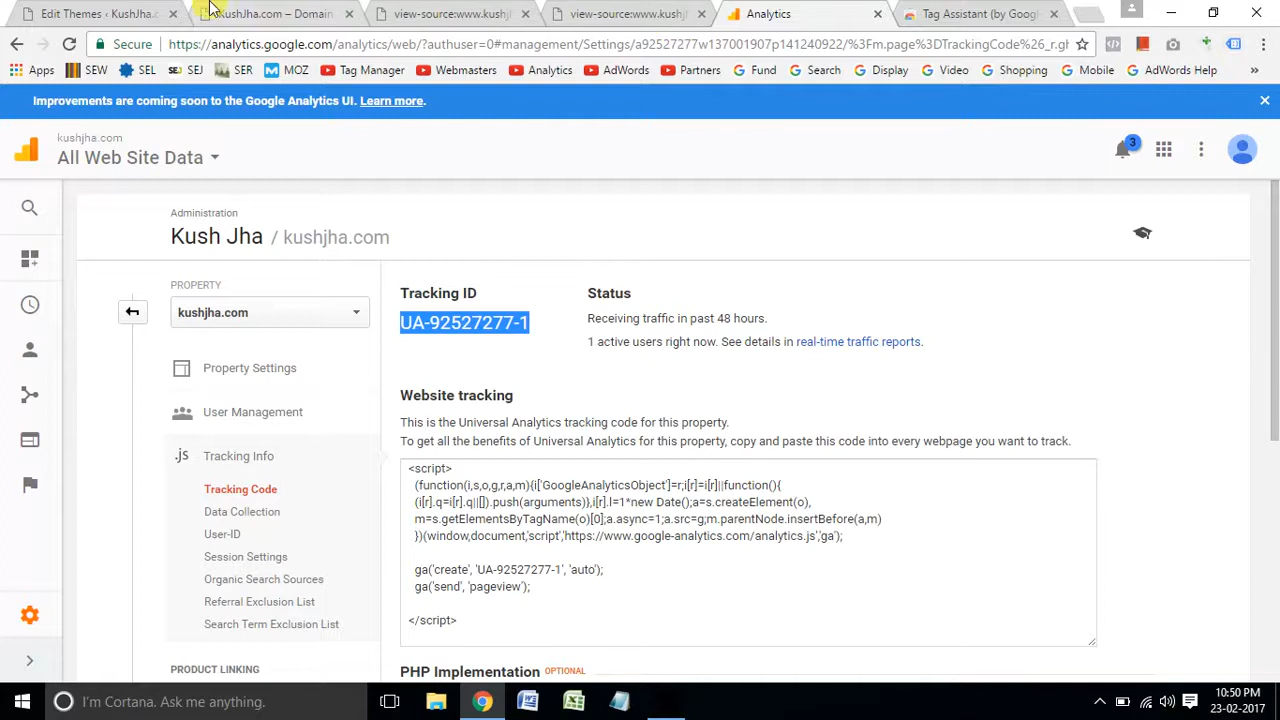 Edit Themes ‹ KushJha.c
KushJha.com – Domain
view-source:www.kushj
view-source:www.kushj
Analytics
Tag Assistant (by Googl
Secure
https://analytics.google.com/analytics/web/?authuser=0#management/Settings/a92527277w137001907p141240922/%3Fm.page%3DTrackingCode%26_r.gh
Apps
SEW
SEL
SEJ
SER
MOZ
Tag Manager
Webmasters
Analytics
AdWords
Partners
Fund
Search
Display
Video
Shopping
Mobile
AdWords Help
»
Improvements are coming soon to the Google Analytics UI. Learn more.
kushjha.com
All Web Site Data
3
Administration
Kush Jha / kushjha.com
PROPERTY
kushjha.com
Property Settings
User Management
.js Tracking Info
Tracking Code
Data Collection
User-ID
Session Settings
Organic Search Sources
Referral Exclusion List
Search Term Exclusion List
PRODUCT LINKING
Tracking ID
UA-92527277-1
Status
Receiving traffic in past 48 hours.
1 active users right now. See details in real-time traffic reports.
Website tracking
This is the Universal Analytics tracking code for this property.
To get all the benefits of Universal Analytics for this property, copy and paste this code into every webpage you want to track.
<script>
(function(i,s,o,g,r,a,m){i['GoogleAnalyticsObject']=r;i[r]=i[r]||function(){
(i[r].q=i[r].q||[]).push(arguments)},i[r].l=1*new Date();a=s.createElement(o),
m=s.getElementsByTagName(o)[0];a.async=1;a.src=g;m.parentNode.insertBefore(a,m)
})(window,document,'script','https://www.google-analytics.com/analytics.js','ga');
ga('create', 'UA-92527277-1', 'auto');
ga('send', 'pageview');
</script>
PHP Implementation OPTIONAL
I'm Cortana. Ask me anything.
10:50 PM
23-02-2017